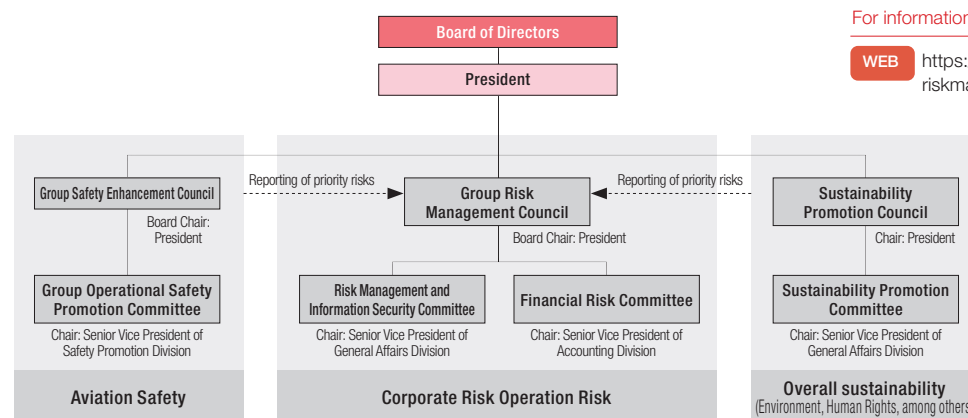 For information
WEB
https:
riskma
Board of Directors
President
Group Safety Enhancement Council
Board Chair:
President
Reporting of priority risks
Group Risk
Management Council
Board Chair: President
Reporting of priority risks
Sustainability
Promotion Council
Chair: President
Group Operational Safety
Promotion Committee
Chair: Senior Vice President of
Safety Promotion Division
Risk Management and
Information Security Committee
Chair: Senior Vice President of
General Affairs Division
Financial Risk Committee
Chair: Senior Vice President of
Accounting Division
Sustainability Promotion
Committee
Chair: Senior Vice President of
General Affairs Division
Aviation Safety
Corporate Risk Operation Risk
Overall sustainability
(Environment, Human Rights, among others